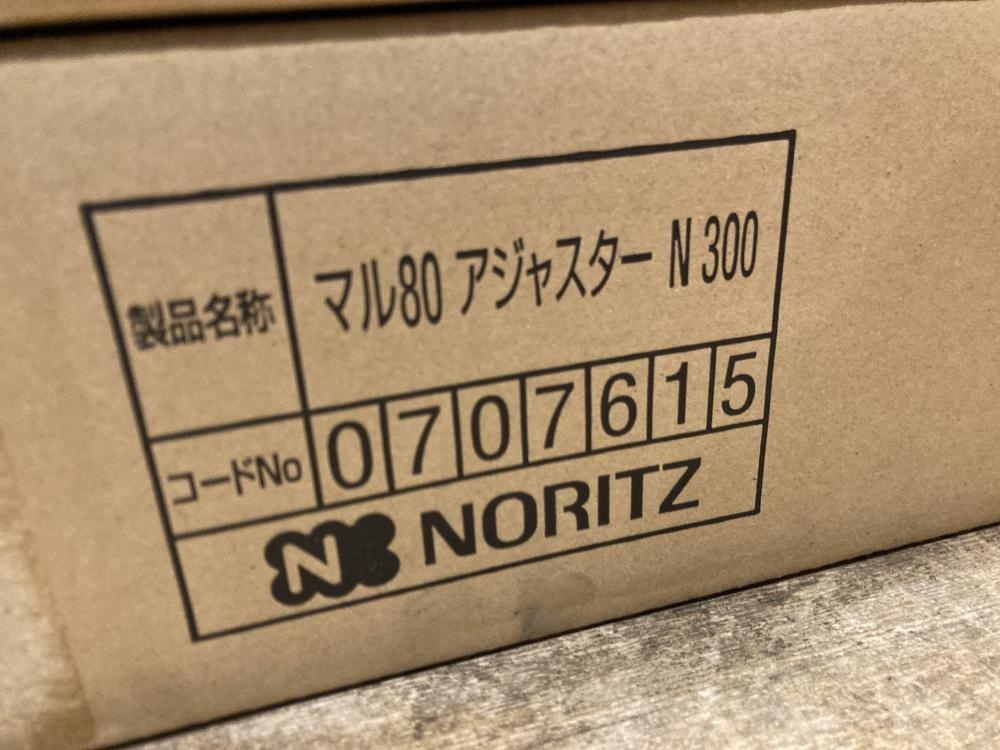 製品名称 マル80 アジャスター N 300
コードNo 0707615
N NORITZ